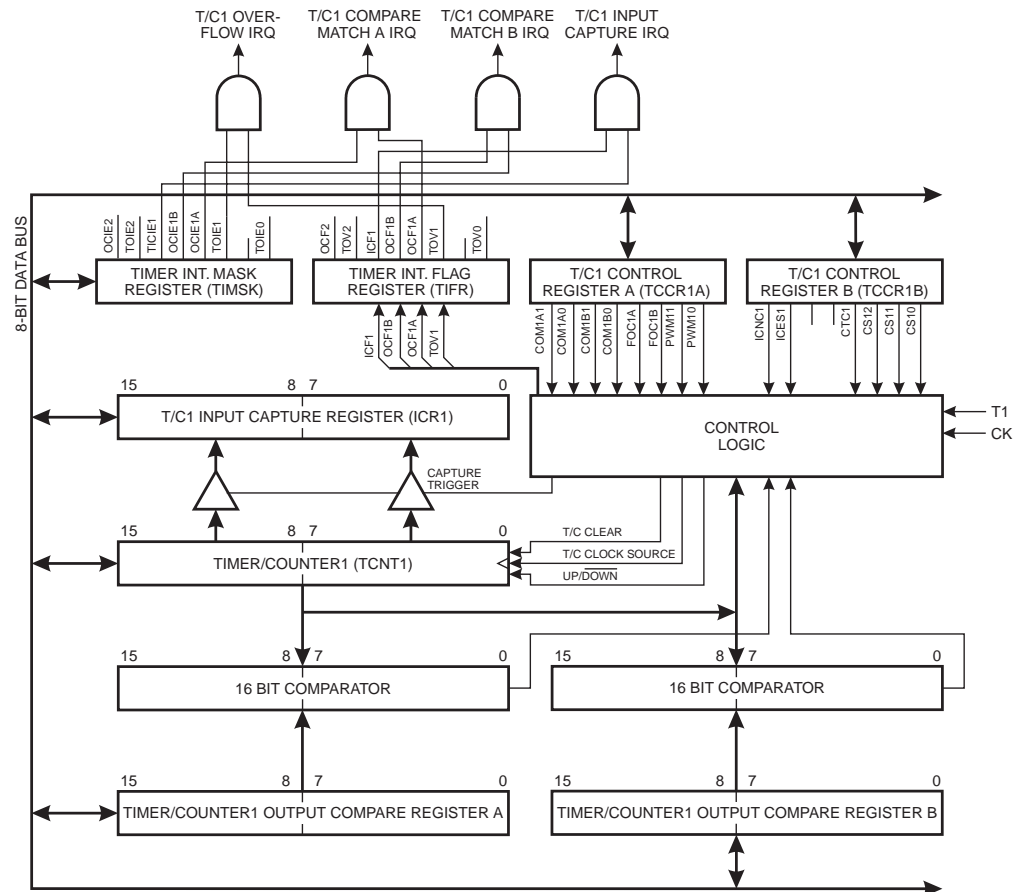 T/C1 OVER-
FLOW IRQ
T/C1 COMPARE
MATCH A IRQ
T/C1 COMPARE
MATCH B IRQ
T/C1 INPUT
CAPTURE IRQ
8-BIT DATA BUS
OCIE2
TOIE2
TICIE1
OCIE1B
OCIE1A
TOIE1
TOIE0
OCF2
TOV2
ICF1
OCF1B
OCF1A
TOV1
TOV0
TIMER INT. MASK
REGISTER (TIMSK)
TIMER INT. FLAG
REGISTER (TIFR)
T/C1 CONTROL
REGISTER A (TCCR1A)
T/C1 CONTROL
REGISTER B (TCCR1B)
ICF1
OCF1B
OCF1A
TOV1
COM1A1
COM1A0
COM1B1
COM1B0
FOC1A
FOC1B
PWM11
PWM10
ICNC1
ICES1
CTC1
CS12
CS11
CS10
15 8 7 0
T/C1 INPUT CAPTURE REGISTER (ICR1)
CONTROL
LOGIC
T1
CK
CAPTURE
TRIGGER
15 8 7 0
TIMER/COUNTER1 (TCNT1)
T/C CLEAR
T/C CLOCK SOURCE
UP/DOWN
15 8 7 0
16 BIT COMPARATOR
15 8 7 0
16 BIT COMPARATOR
15 8 7 0
TIMER/COUNTER1 OUTPUT COMPARE REGISTER A
15 8 7 0
TIMER/COUNTER1 OUTPUT COMPARE REGISTER B